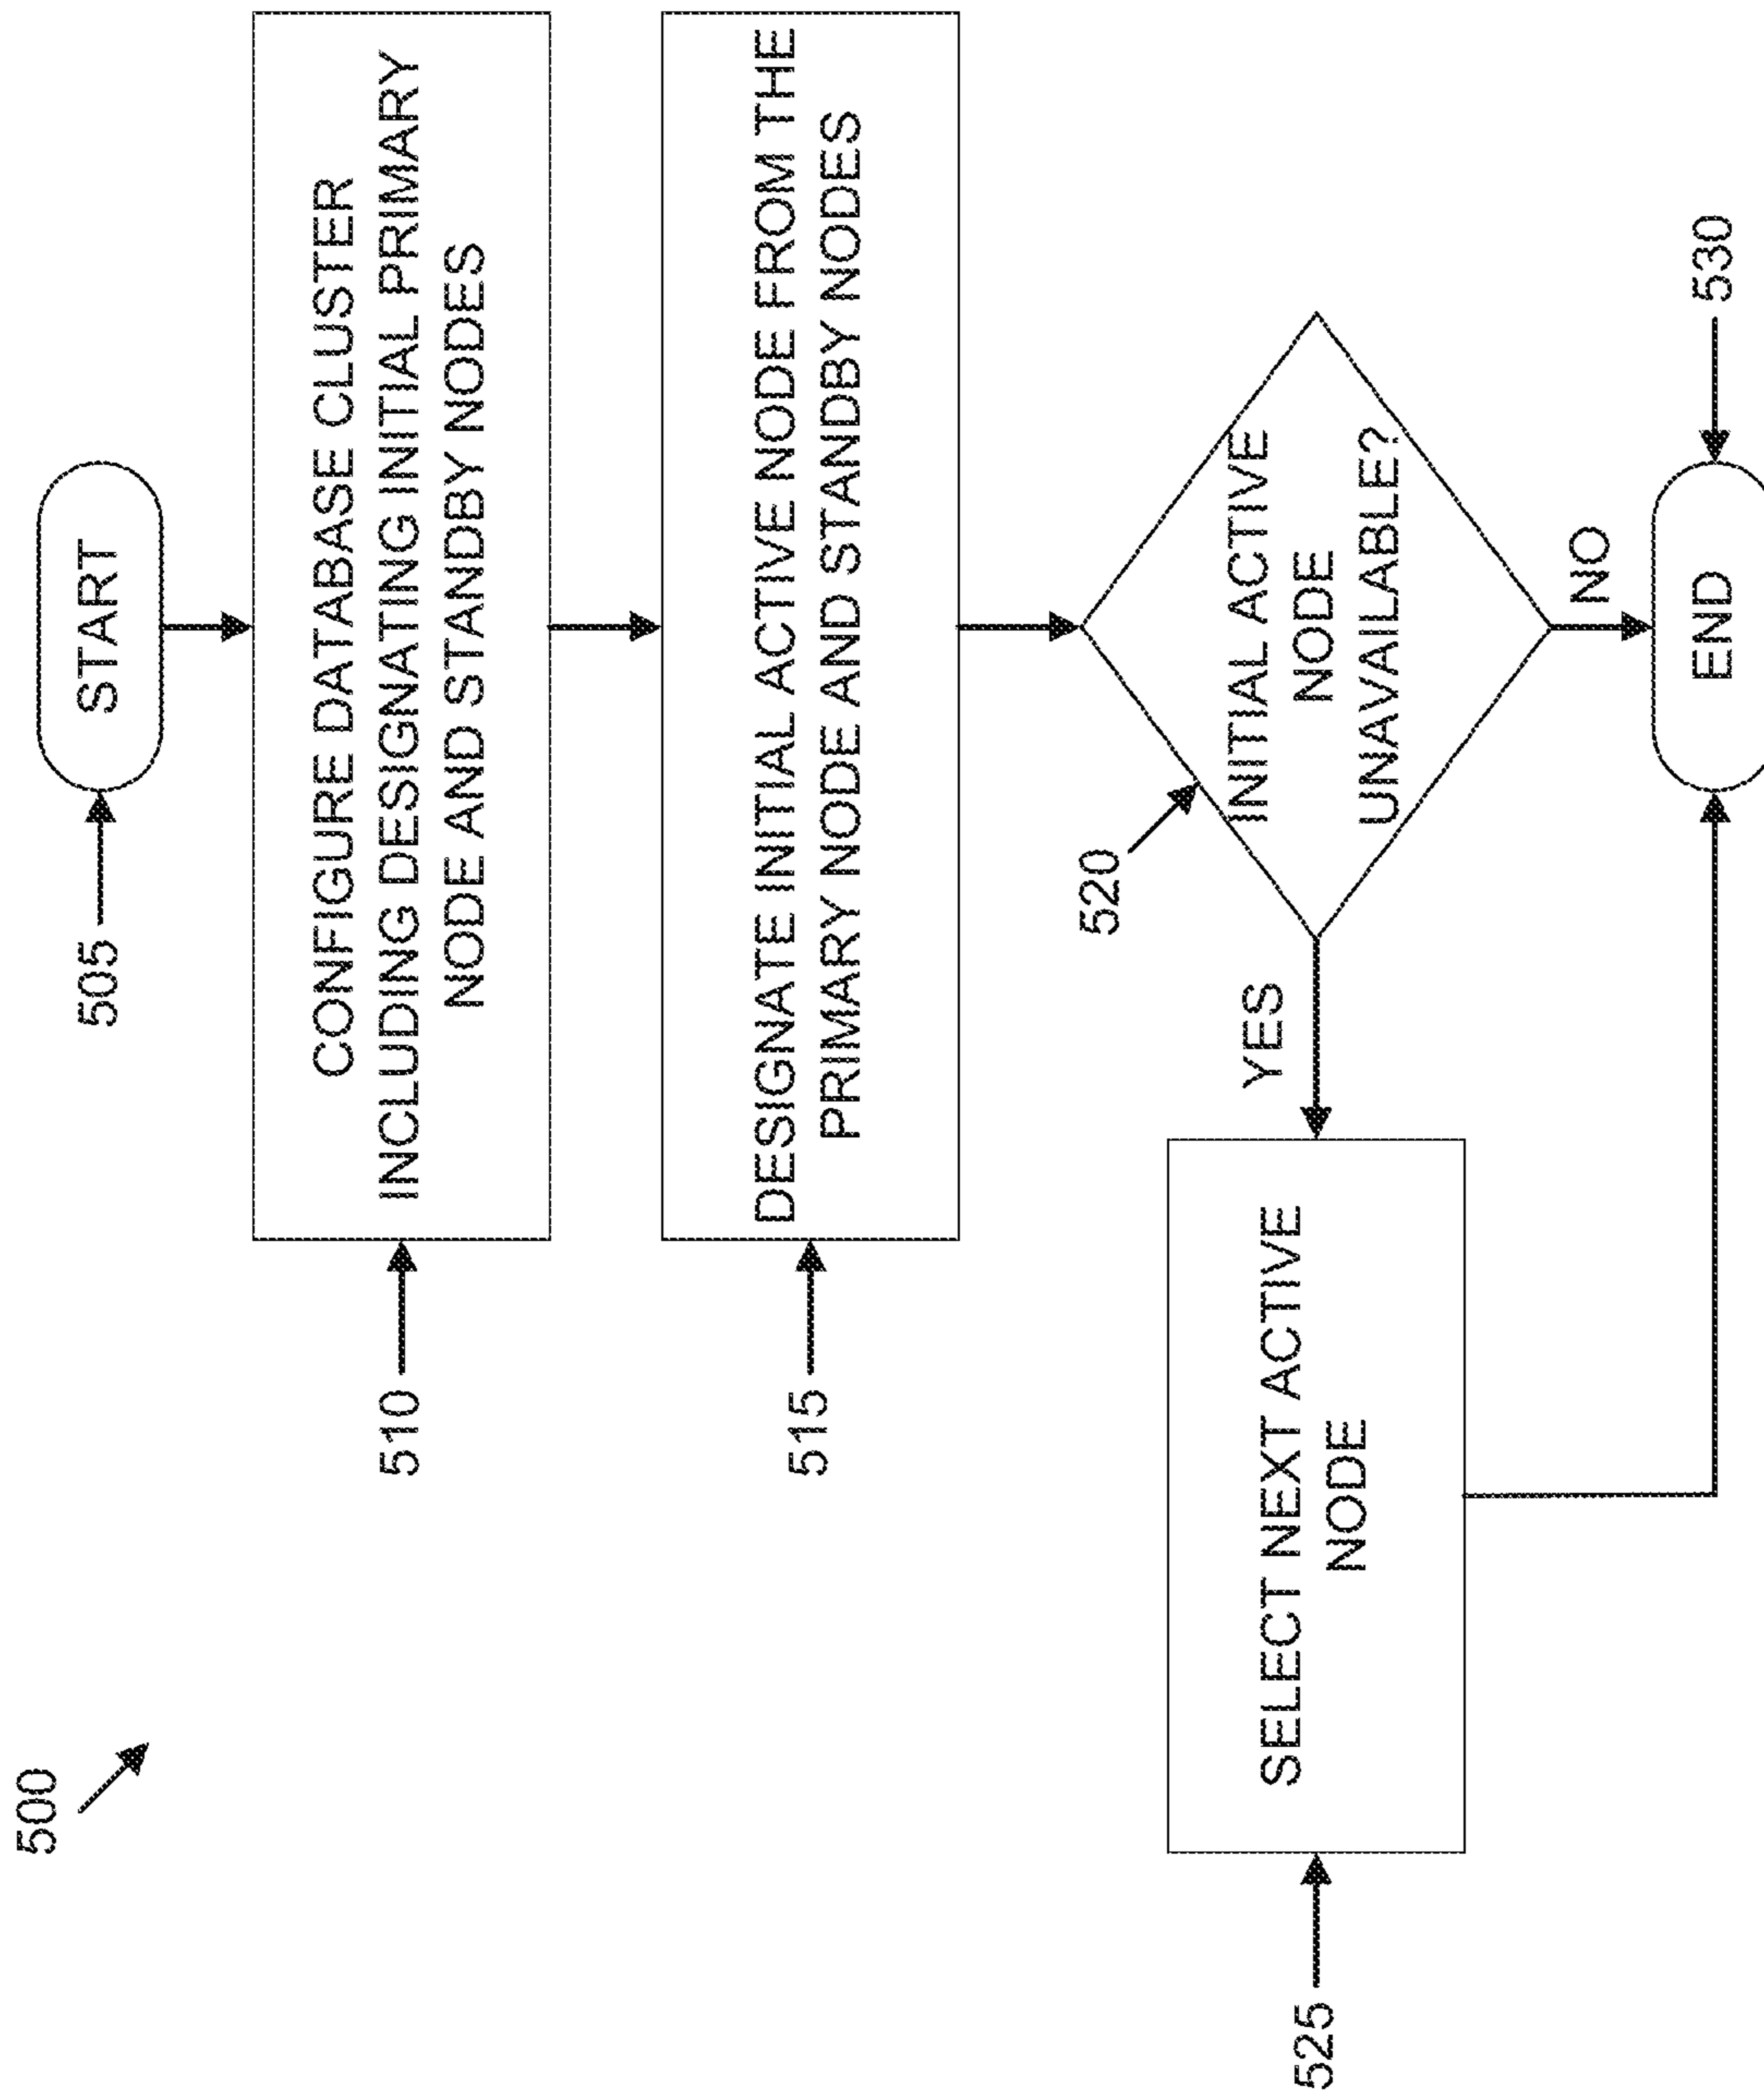 500
START
505
CONFIGURE DATABASE CLUSTER
INCLUDING DESIGNATING INITIAL PRIMARY
NODE AND STANDBY NODES
510
DESIGNATE INITIAL ACTIVE NODE FROM THE
PRIMARY NODE AND STANDBY NODES
515
520
INITIAL ACTIVE
NODE
UNAVAILABLE?
YES
SELECT NEXT ACTIVE
NODE
525
NO
END
530